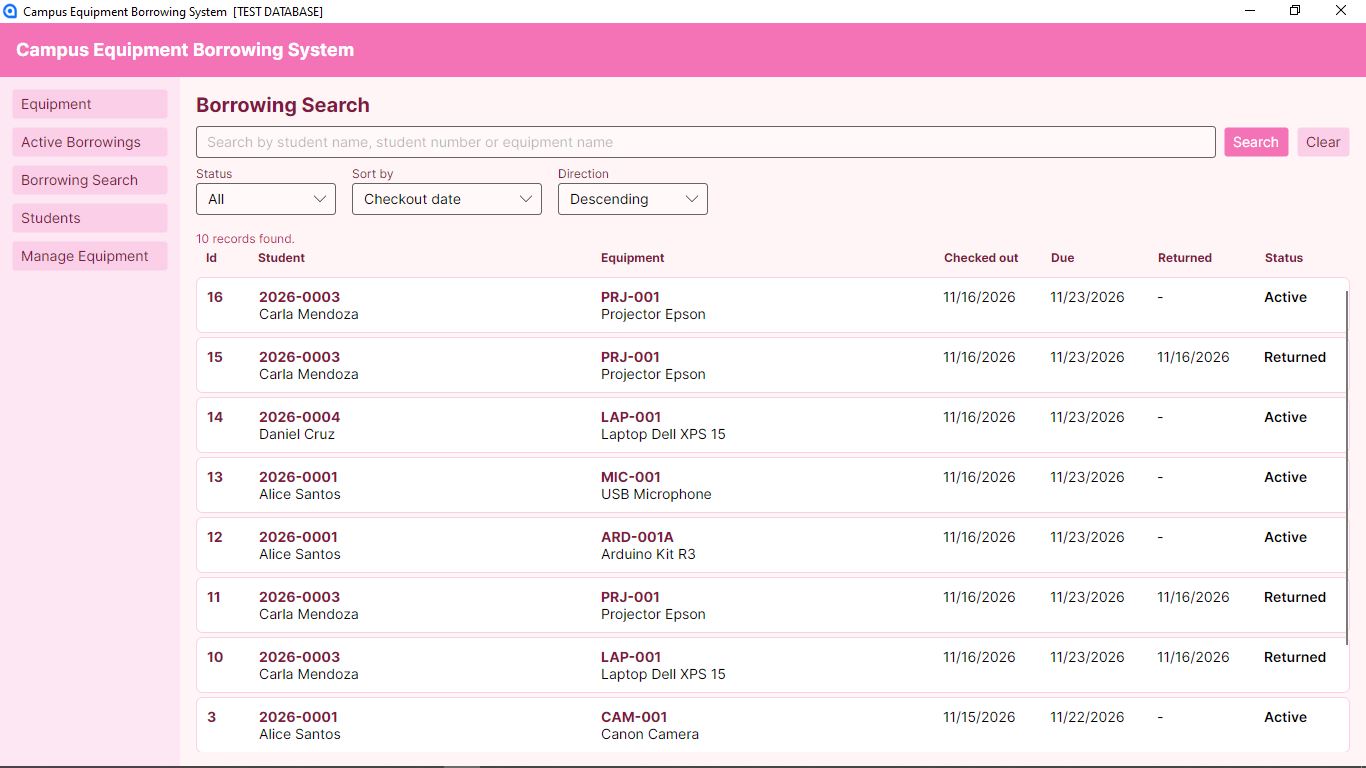 Campus Equipment Borrowing System [TEST DATABASE]
Campus Equipment Borrowing System
Equipment
Active Borrowings
Borrowing Search
Students
Manage Equipment
Borrowing Search
Search by student name, student number or equipment name
Search
Clear
Status
Sort by
Direction
All
Checkout date
Descending
10 records found.
Id Student Equipment Checked out Due Returned Status
16 2026-0003 PRJ-001 11/16/2026 11/23/2026 - Active
Carla Mendoza Projector Epson
15 2026-0003 PRJ-001 11/16/2026 11/23/2026 11/16/2026 Returned
Carla Mendoza Projector Epson
14 2026-0004 LAP-001 11/16/2026 11/23/2026 - Active
Daniel Cruz Laptop Dell XPS 15
13 2026-0001 MIC-001 11/16/2026 11/23/2026 - Active
Alice Santos USB Microphone
12 2026-0001 ARD-001A 11/16/2026 11/23/2026 - Active
Alice Santos Arduino Kit R3
11 2026-0003 PRJ-001 11/16/2026 11/23/2026 11/16/2026 Returned
Carla Mendoza Projector Epson
10 2026-0003 LAP-001 11/16/2026 11/23/2026 11/16/2026 Returned
Carla Mendoza Laptop Dell XPS 15
3 2026-0001 CAM-001 11/15/2026 11/22/2026 - Active
Alice Santos Canon Camera